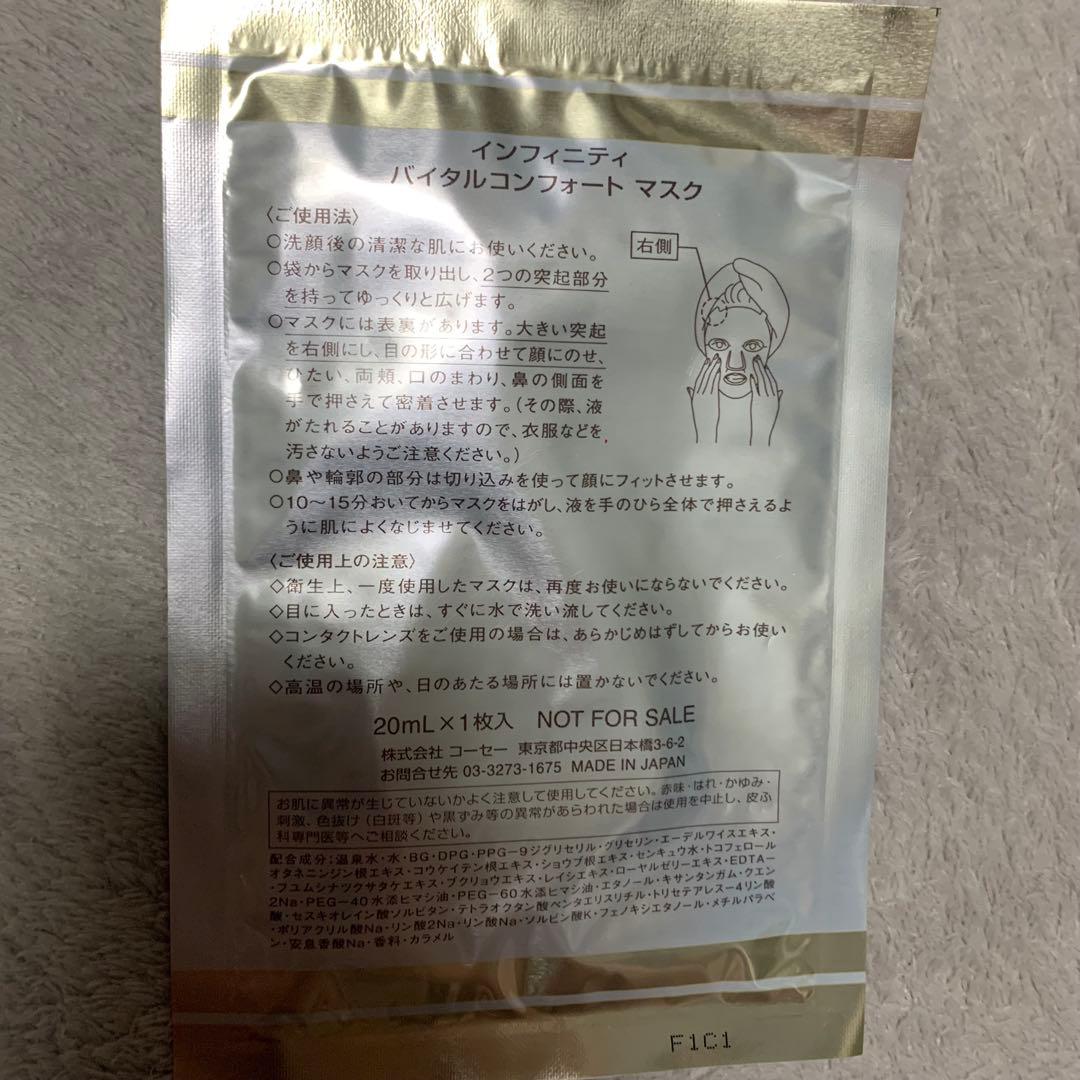 インフィニティ
バイタルコンフォート マスク
〈ご使用法〉
○洗顔後の清潔な肌にお使いください。
○袋からマスクを取り出し、2つの突起部分
を持ってゆっくりと広げます。
○マスクには表裏があります。大きい突起
を右側にし、目の形に合わせて顔にのせ、
ひたい、両頬、口のまわり、鼻の側面を
手で押さえて密着させます。(その際、液
がたれることがありますので、衣服などを
汚さないようご注意ください。)
右側
○鼻や輪郭の部分は切り込みを使って顔にフィットさせます。
○10〜15分おいてからマスクをはがし、液を手のひら全体で押さえるよ
うに肌によくなじませてください。
〈ご使用上の注意〉
◇衛生上、一度使用したマスクは、再度お使いにならないでください。
◇目に入ったときは、すぐに水で洗い流してください。
◇コンタクトレンズをご使用の場合は、あらかじめはずしてからお使い
ください。
◇高温の場所や、日のあたる場所には置かないでください。
20mL×1枚入 NOT FOR SALE
株式会社 コーセー 東京都中央区日本橋3-6-2
お問合せ先 03-3273-1675 MADE IN JAPAN
お肌に異常が生じていないかよく注意して使用してください。赤味・はれ・かゆみ・
刺激、色抜け(白斑等)や黒ずみ等の異常があらわれた場合は使用を中止し、皮ふ
科専門医等へご相談ください。
配合成分:温泉水・水・BG・DPG・PPG-9ジグリセリル・グリセリン・エーデルワイスエキス・
オタネニンジン根エキス・コウケイテン根エキス・ショウブ根エキス・センキュウ水・トコフェロール
・フユムシナツクサタケエキス・ブクリョウエキス・レイシエキス・ローヤルゼリーエキス・EDTA-
2Na・PEG-40水添ヒマシ油・PEG-60水添ヒマシ油・エタノール・キサンタンガム・クエン
酸・セスキオレイン酸ソルビタン・テトラオクタン酸ペンタエリスリチル・トリセテアレス-4リン酸
・ポリアクリル酸Na・リン酸2Na・リン酸Na・ソルビン酸K・フェノキシエタノール・メチルパラベ
ン・安息香酸Na・香料・カラメル
F1C1